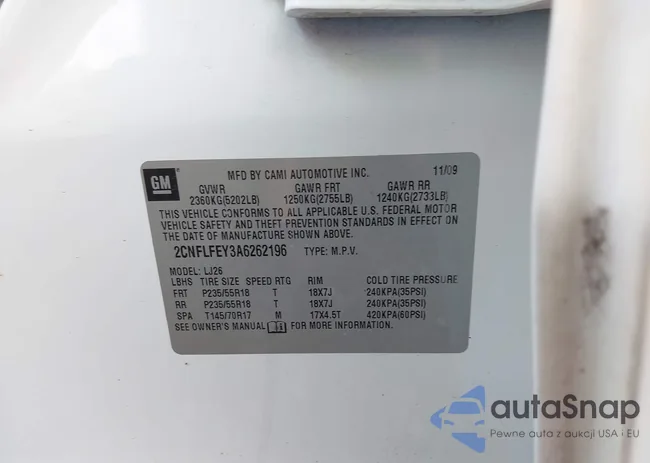 GM
MFD BY CAMI AUTOMOTIVE INC. 11/09
GVWR GAWR FRT GAWR RR
2360KG(5202LB) 1250KG(2755LB) 1240KG(2733LB)
THIS VEHICLE CONFORMS TO ALL APPLICABLE U.S. FEDERAL MOTOR
VEHICLE SAFETY AND THEFT PREVENTION STANDARDS IN EFFECT ON
THE DATE OF MANUFACTURE SHOWN ABOVE.
2CNFLFEY3A6262196 TYPE: M.P.V.
MODEL: LJ26
LBHS TIRE SIZE SPEED RTG RIM COLD TIRE PRESSURE
FRT P235/55R18 T 18X7J 240KPA(35PSI)
RR P235/55R18 T 18X7J 240KPA(35PSI)
SPA T145/70R17 M 17X4.5T 420KPA(60PSI)
SEE OWNER'S MANUAL FOR MORE INFORMATION.
autaSnap
Pewne auta z aukcji USA i EU